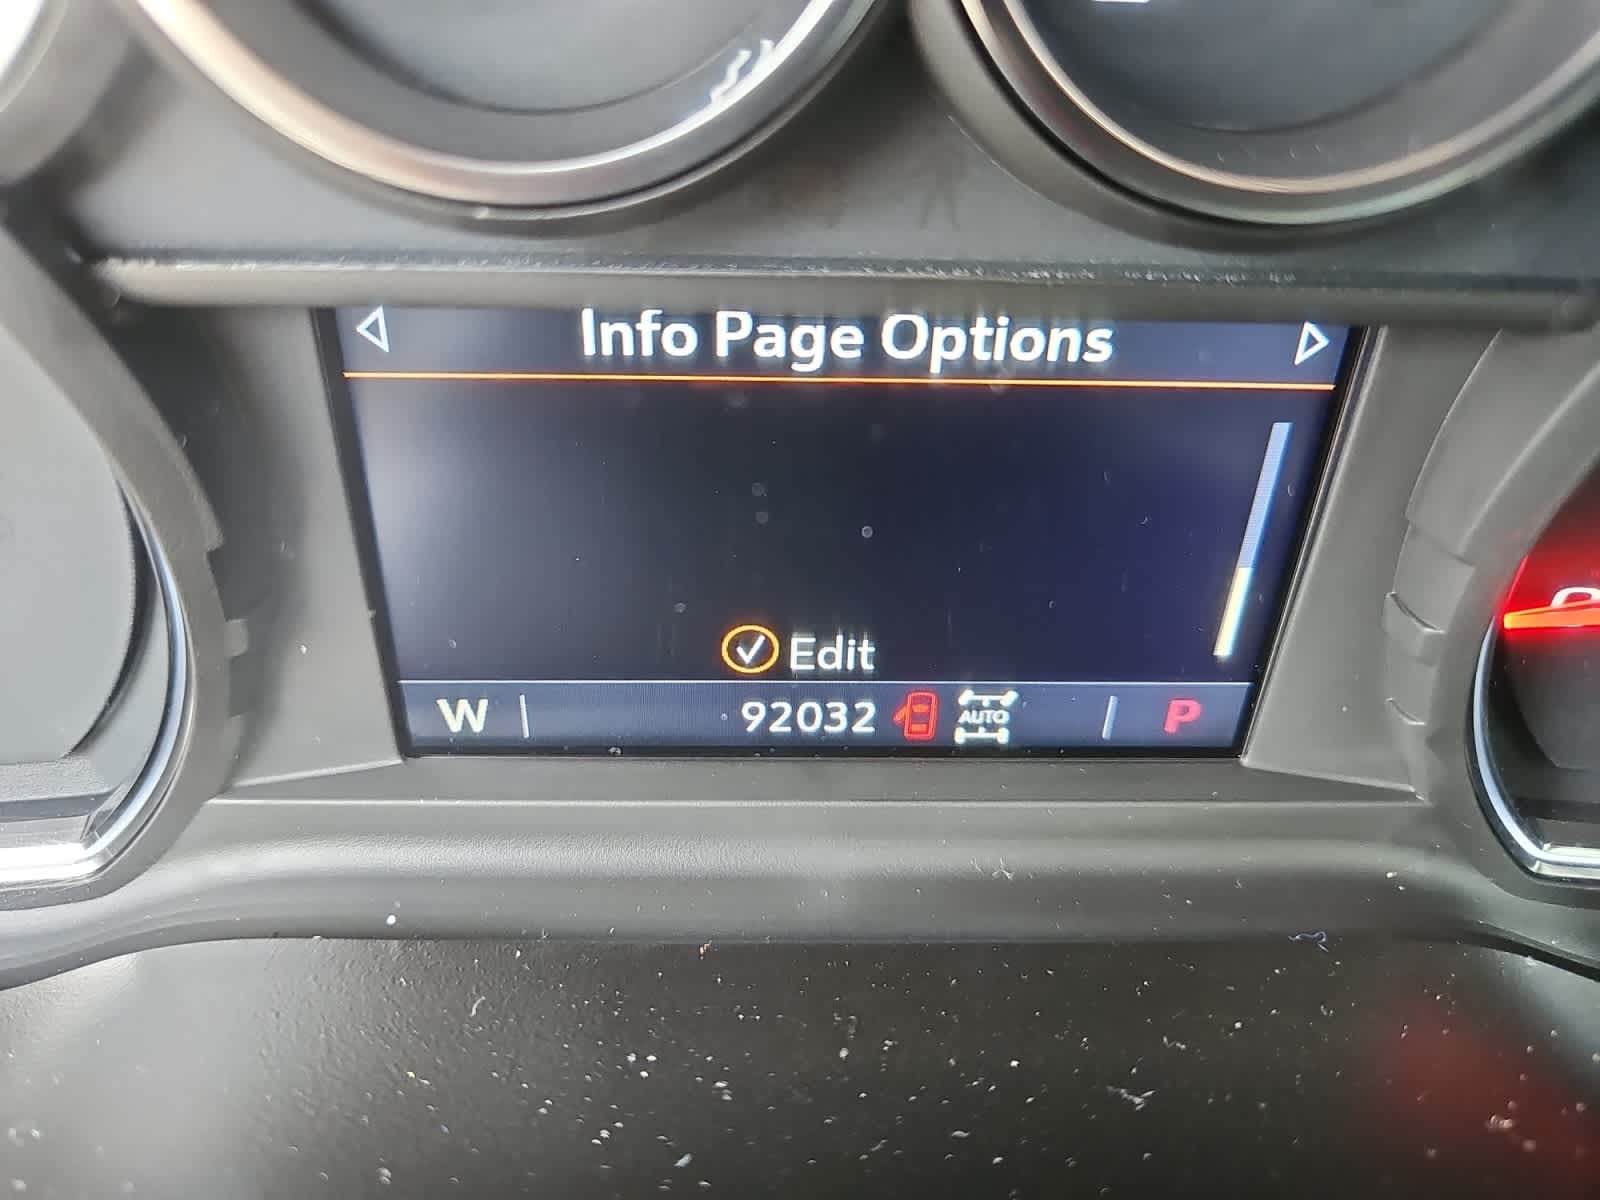 Info Page Options
Edit
W 92032 AUTO P